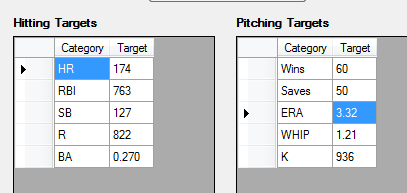 Hitting Targets
Category Target
HR 174
RBI 763
SB 127
R 822
BA 0.270
Pitching Targets
Category Target
Wins 60
Saves 50
ERA 3.32
WHIP 1.21
K 936